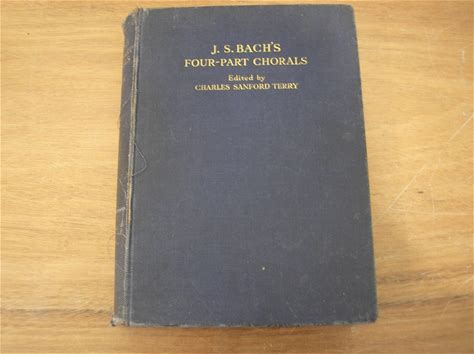 J. S. BACH'S
FOUR-PART CHORALS
Edited by
CHARLES SANFORD TERRY